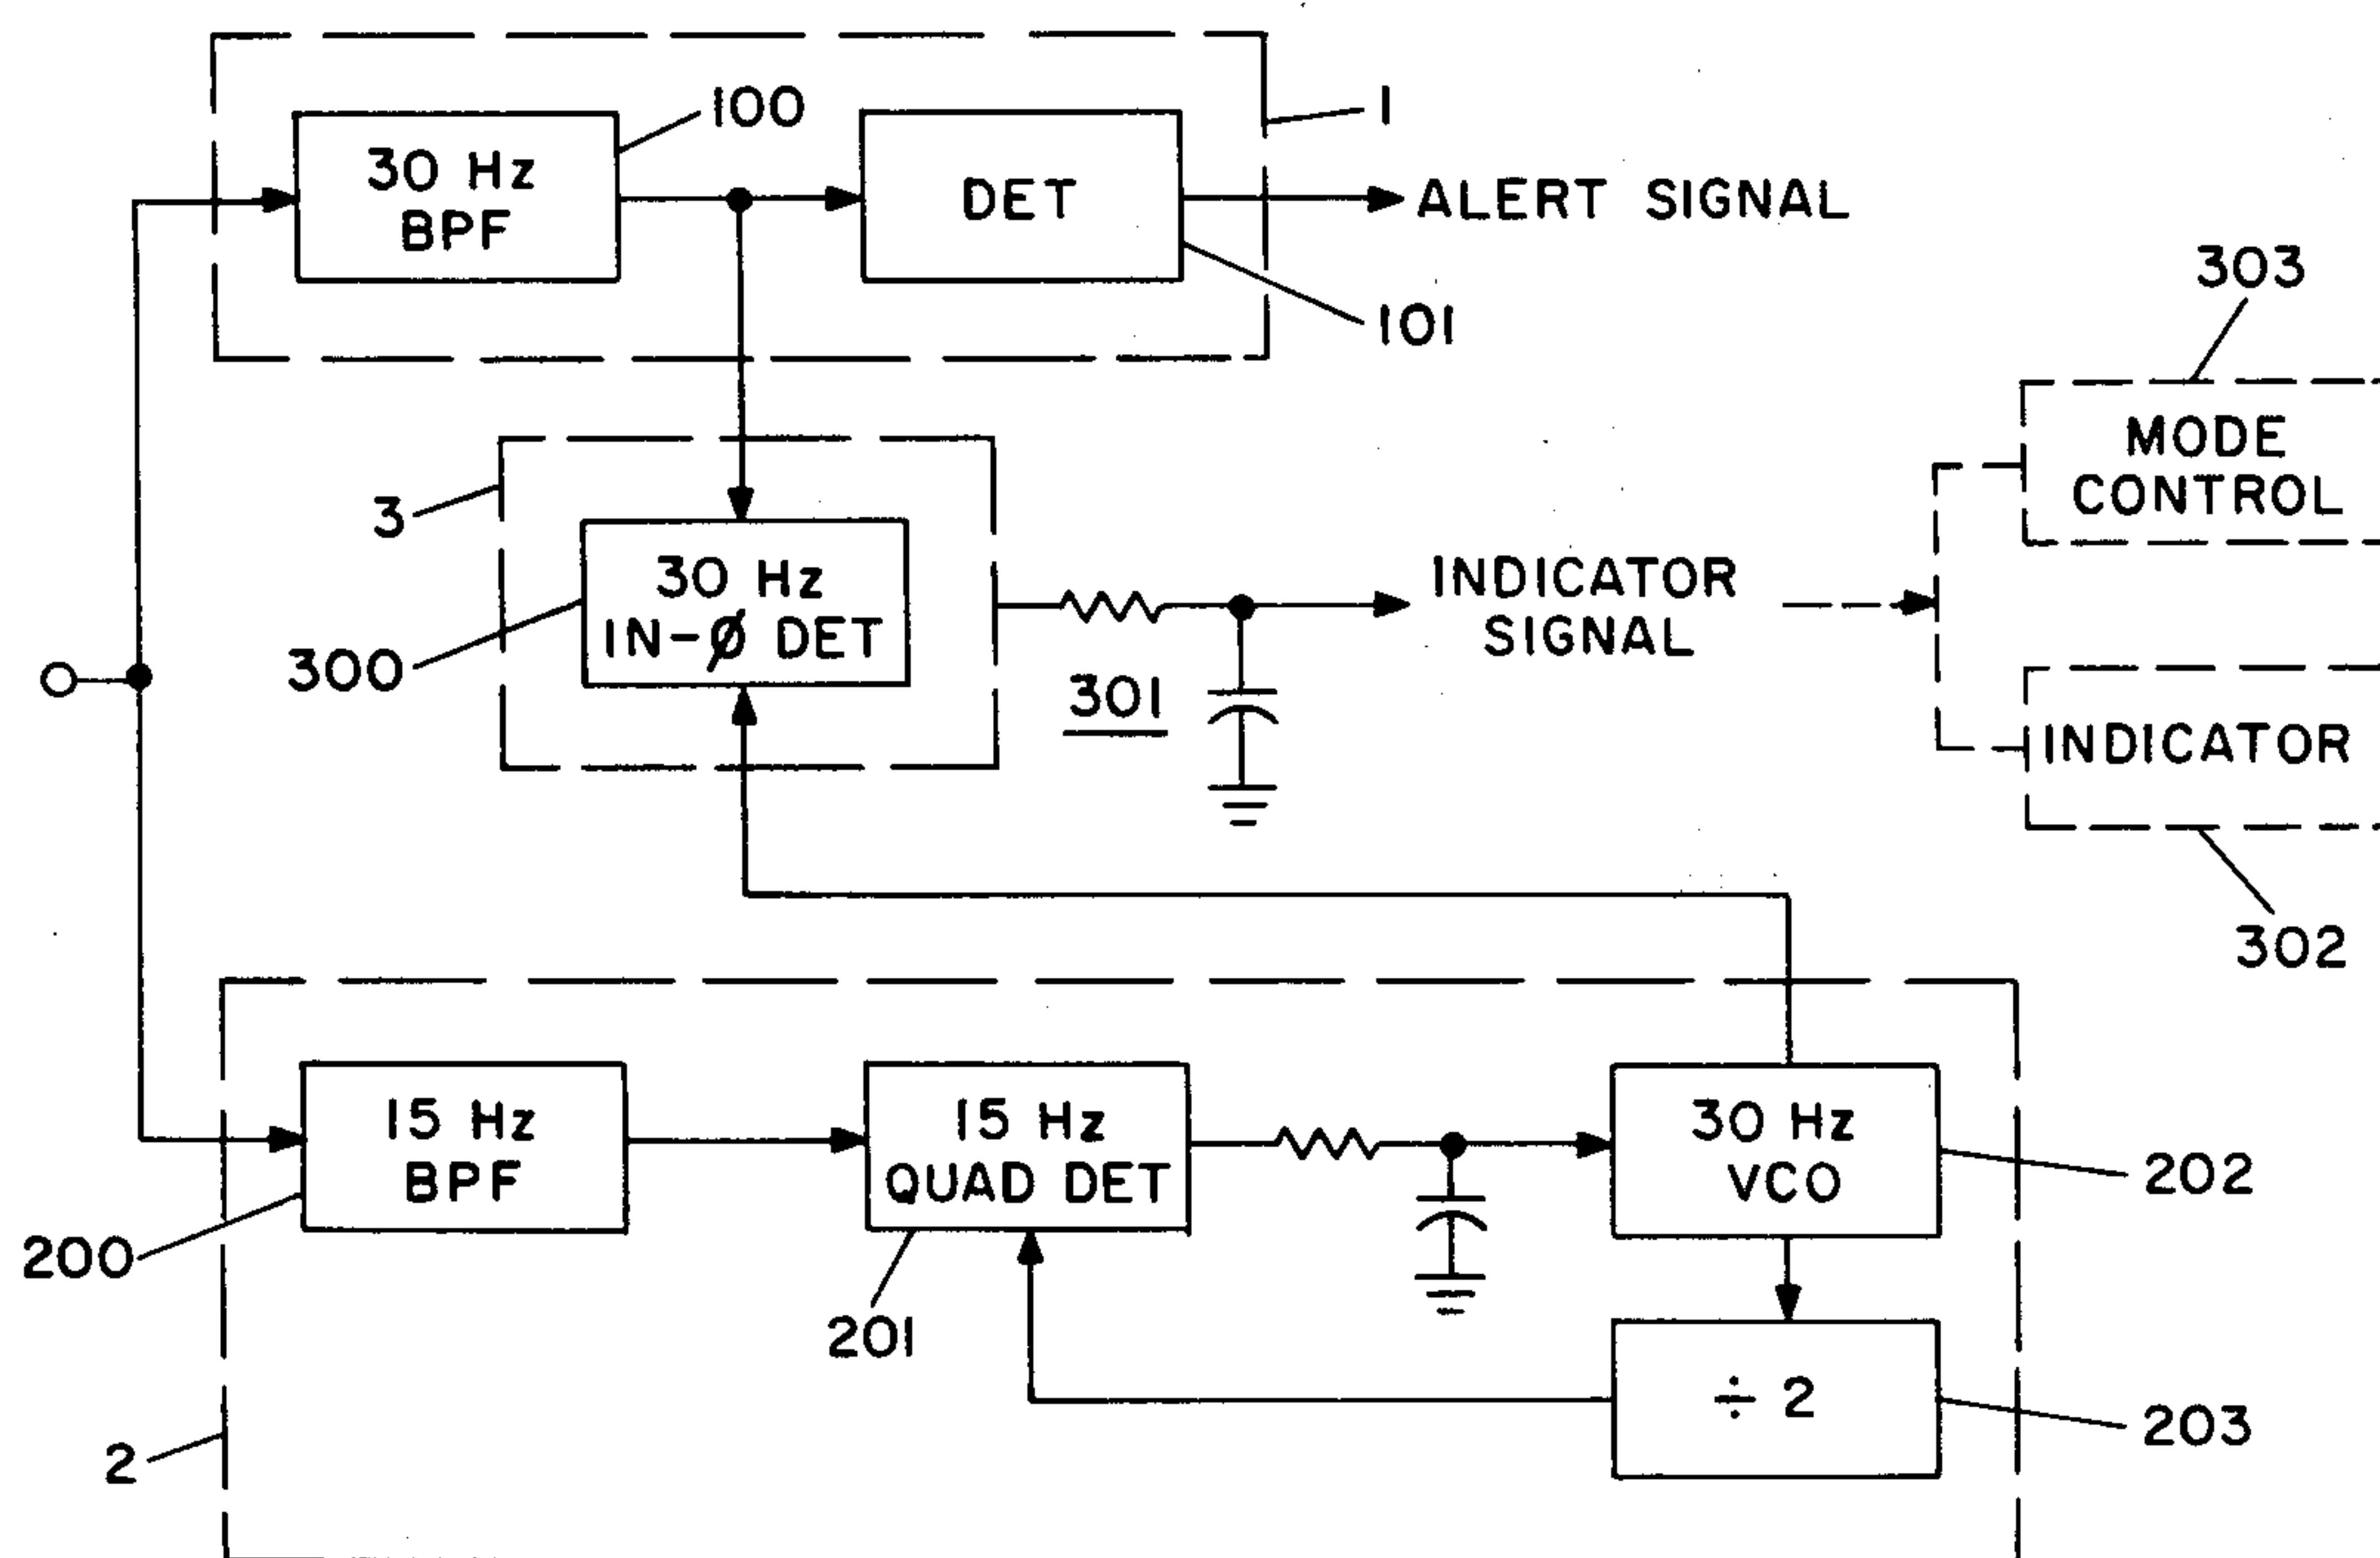 100
1
30 Hz
BPF
DET
ALERT SIGNAL
101
303
MODE
CONTROL
3
30 Hz
IN-Ø DET
300
301
INDICATOR
SIGNAL
INDICATOR
302
15 Hz
BPF
15 Hz
QUAD DET
30 Hz
VCO
202
200
201
÷ 2
203
2